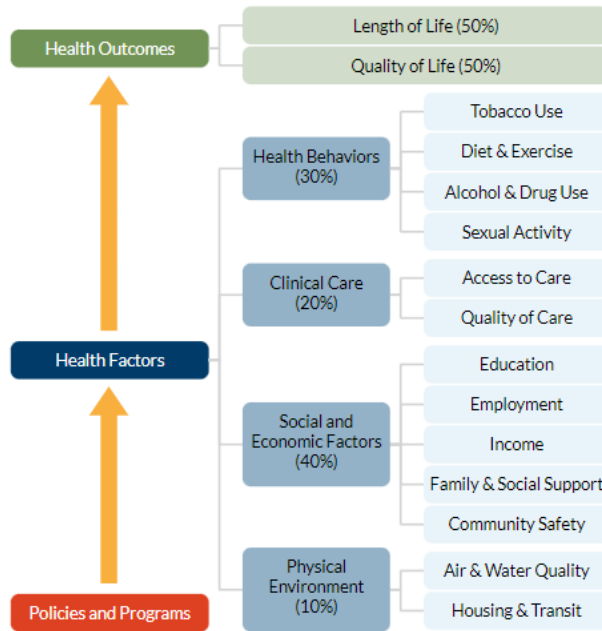 Health Outcomes
Length of Life (50%)
Quality of Life (50%)
Health Behaviors
(30%)
Tobacco Use
Diet & Exercise
Alcohol & Drug Use
Sexual Activity
Clinical Care
(20%)
Access to Care
Quality of Care
Health Factors
Social and
Economic Factors
(40%)
Education
Employment
Income
Family & Social Support
Community Safety
Physical
Environment
(10%)
Air & Water Quality
Housing & Transit
Policies and Programs